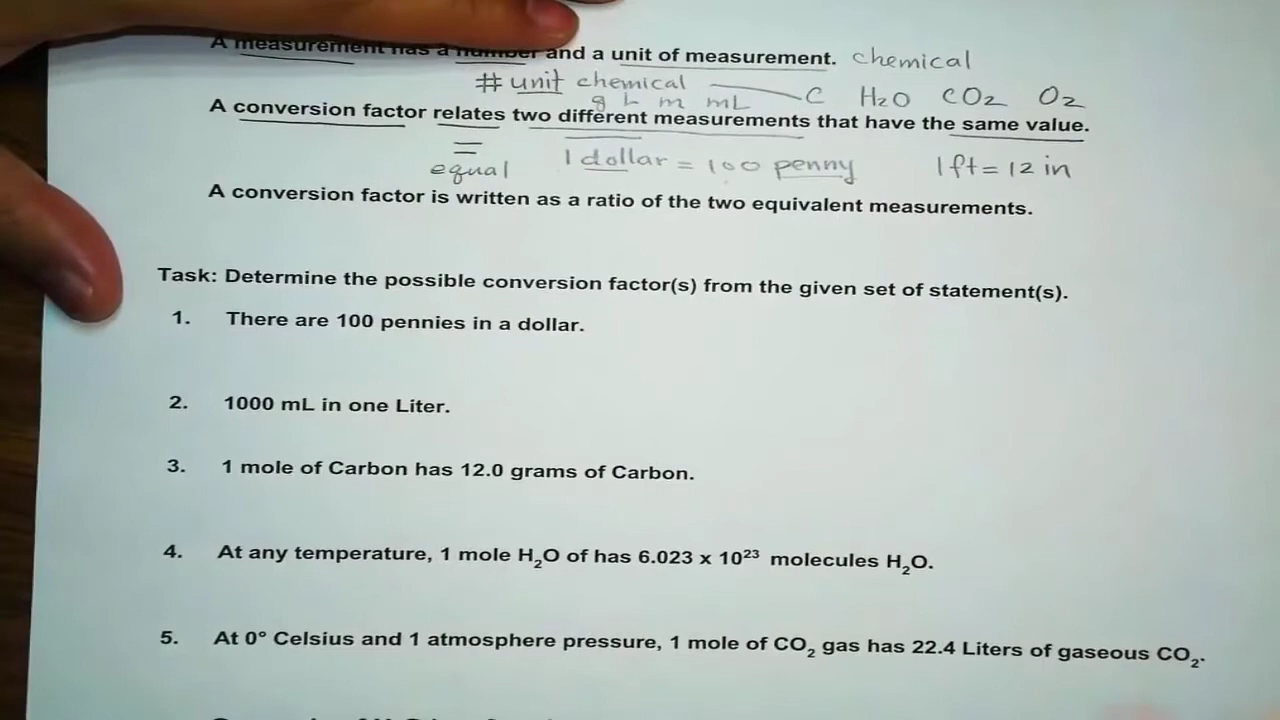 A measurement has a number and a unit of measurement. chemical
# unit chemical C H₂O CO₂ O₂
g L m mL
A conversion factor relates two different measurements that have the same value.
= 1 dollar = 100 penny 1 ft = 12 in
equal
A conversion factor is written as a ratio of the two equivalent measurements.
Task: Determine the possible conversion factor(s) from the given set of statement(s).
1. There are 100 pennies in a dollar.
2. 1000 mL in one Liter.
3. 1 mole of Carbon has 12.0 grams of Carbon.
4. At any temperature, 1 mole H₂O of has 6.023 x 10²³ molecules H₂O.
5. At 0° Celsius and 1 atmosphere pressure, 1 mole of CO₂ gas has 22.4 Liters of gaseous CO₂.